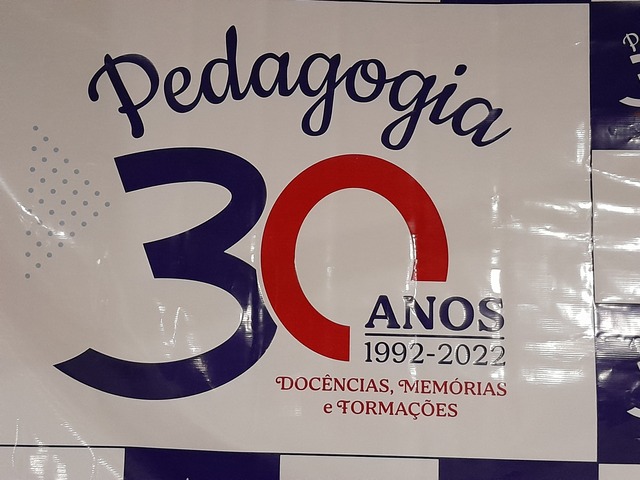 Pedagogia
30
ANOS
1992-2022
DOCÊNCIAS, MEMÓRIAS
e FORMAÇÕES